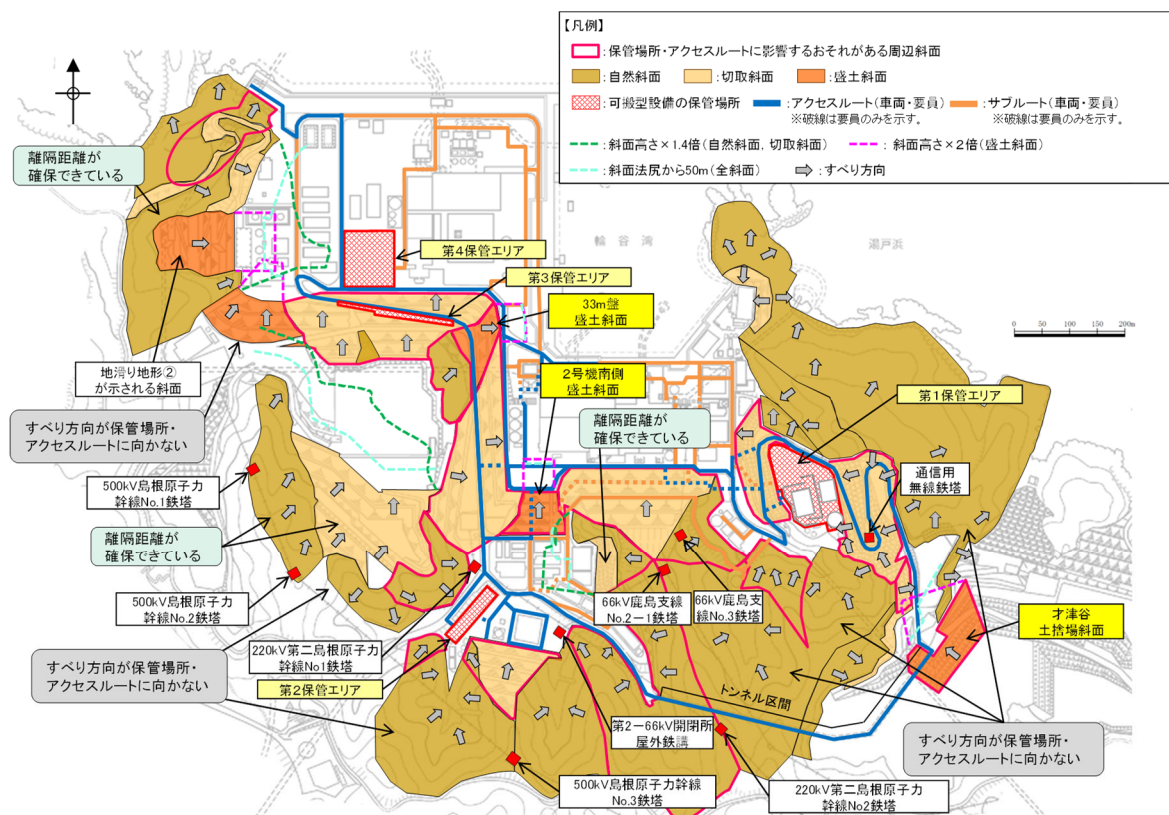 【凡例】
：保管場所・アクセスルートに影響するおそれがある周辺斜面
：自然斜面
：切取斜面
：盛土斜面
：可搬型設備の保管場所
：アクセスルート（車両・要員）
※破線は要員のみを示す。
：サブルート（車両・要員）
※破線は要員のみを示す。
：斜面高さ×1.4倍（自然斜面，切取斜面）
：斜面高さ×2倍（盛土斜面）
：斜面法尻から50m（全斜面）
：すべり方向
離隔距離が
確保できている
輪谷湾
湯戸浜
第4保管エリア
第3保管エリア
33m盤
盛土斜面
0 50 100 150 200m
地滑り地形②
が示される斜面
2号機南側
盛土斜面
第1保管エリア
すべり方向が保管場所・
アクセスルートに向かない
離隔距離が
確保できている
通信用
無線鉄塔
500kV島根原子力
幹線No.1鉄塔
離隔距離が
確保できている
500kV島根原子力
幹線No.2鉄塔
66kV鹿島支線
No.2－1鉄塔
66kV鹿島支
線No.3鉄塔
才津谷
土捨場斜面
220kV第二島根原子力
幹線No1鉄塔
すべり方向が保管場所・
アクセスルートに向かない
第2保管エリア
トンネル区間
第2－66kV開閉所
屋外鉄講
すべり方向が保管場所・
アクセスルートに向かない
500kV島根原子力幹線
No.3鉄塔
220kV第二島根原子力
幹線No2鉄塔